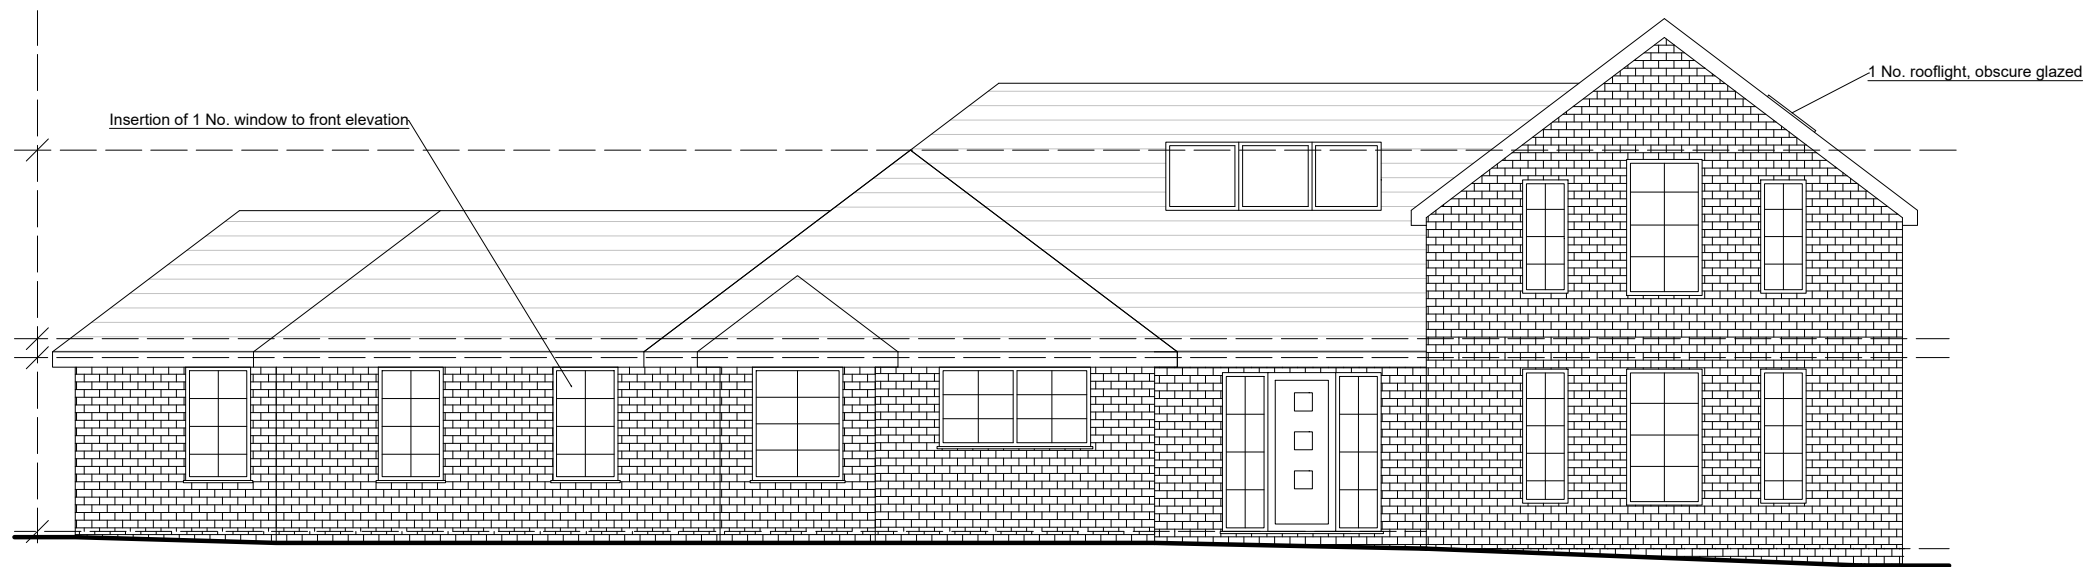 1 No. rooflight, obscure glazed
Insertion of 1 No. window to front elevation